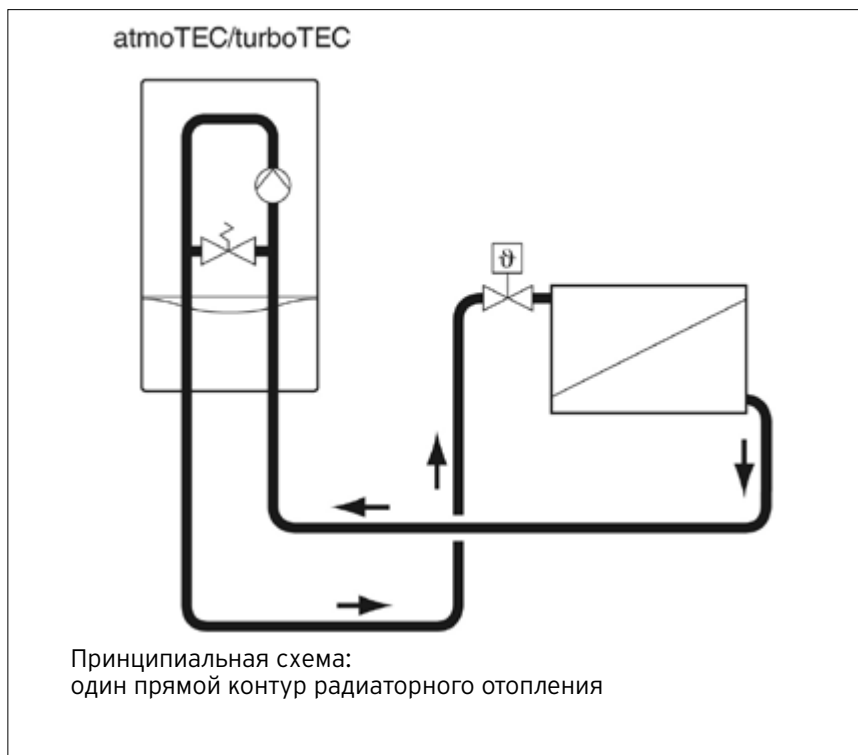 atmoTEC/turboTEC
ϑ
Принципиальная схема:
один прямой контур радиаторного отопления